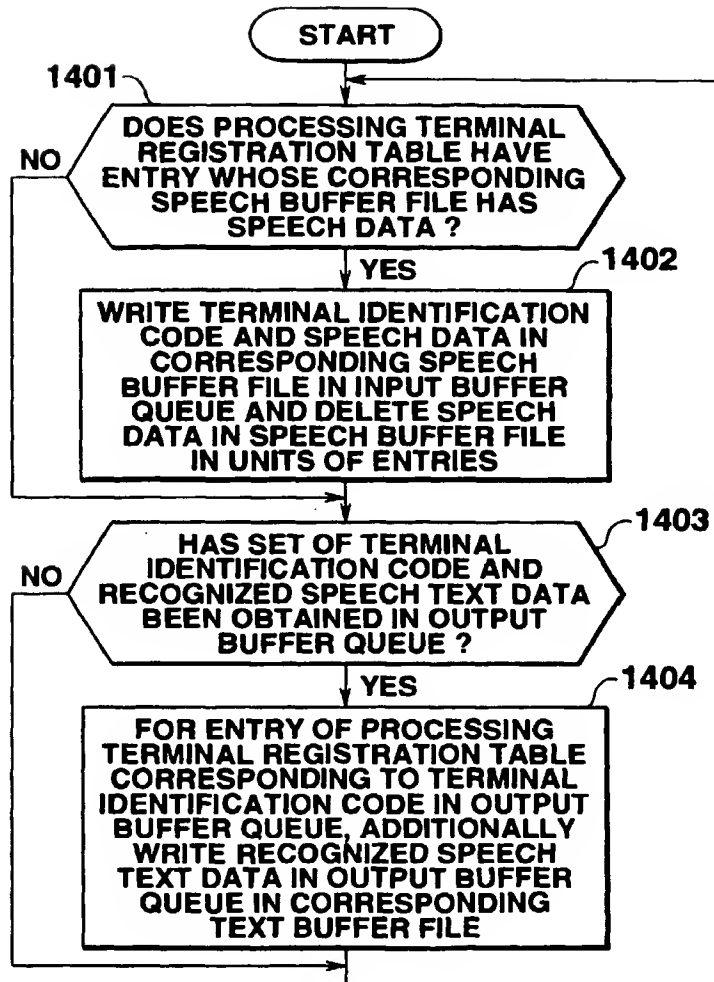 START
1401
DOES PROCESSING TERMINAL
REGISTRATION TABLE HAVE
ENTRY WHOSE CORRESPONDING
SPEECH BUFFER FILE HAS
SPEECH DATA ?
NO
YES
1402
WRITE TERMINAL IDENTIFICATION
CODE AND SPEECH DATA IN
CORRESPONDING SPEECH
BUFFER FILE IN INPUT BUFFER
QUEUE AND DELETE SPEECH
DATA IN SPEECH BUFFER FILE
IN UNITS OF ENTRIES
1403
HAS SET OF TERMINAL
IDENTIFICATION CODE AND
RECOGNIZED SPEECH TEXT DATA
BEEN OBTAINED IN OUTPUT
BUFFER QUEUE ?
NO
YES
1404
FOR ENTRY OF PROCESSING
TERMINAL REGISTRATION TABLE
CORRESPONDING TO TERMINAL
IDENTIFICATION CODE IN OUTPUT
BUFFER QUEUE, ADDITIONALLY
WRITE RECOGNIZED SPEECH
TEXT DATA IN OUTPUT BUFFER
QUEUE IN CORRESPONDING
TEXT BUFFER FILE